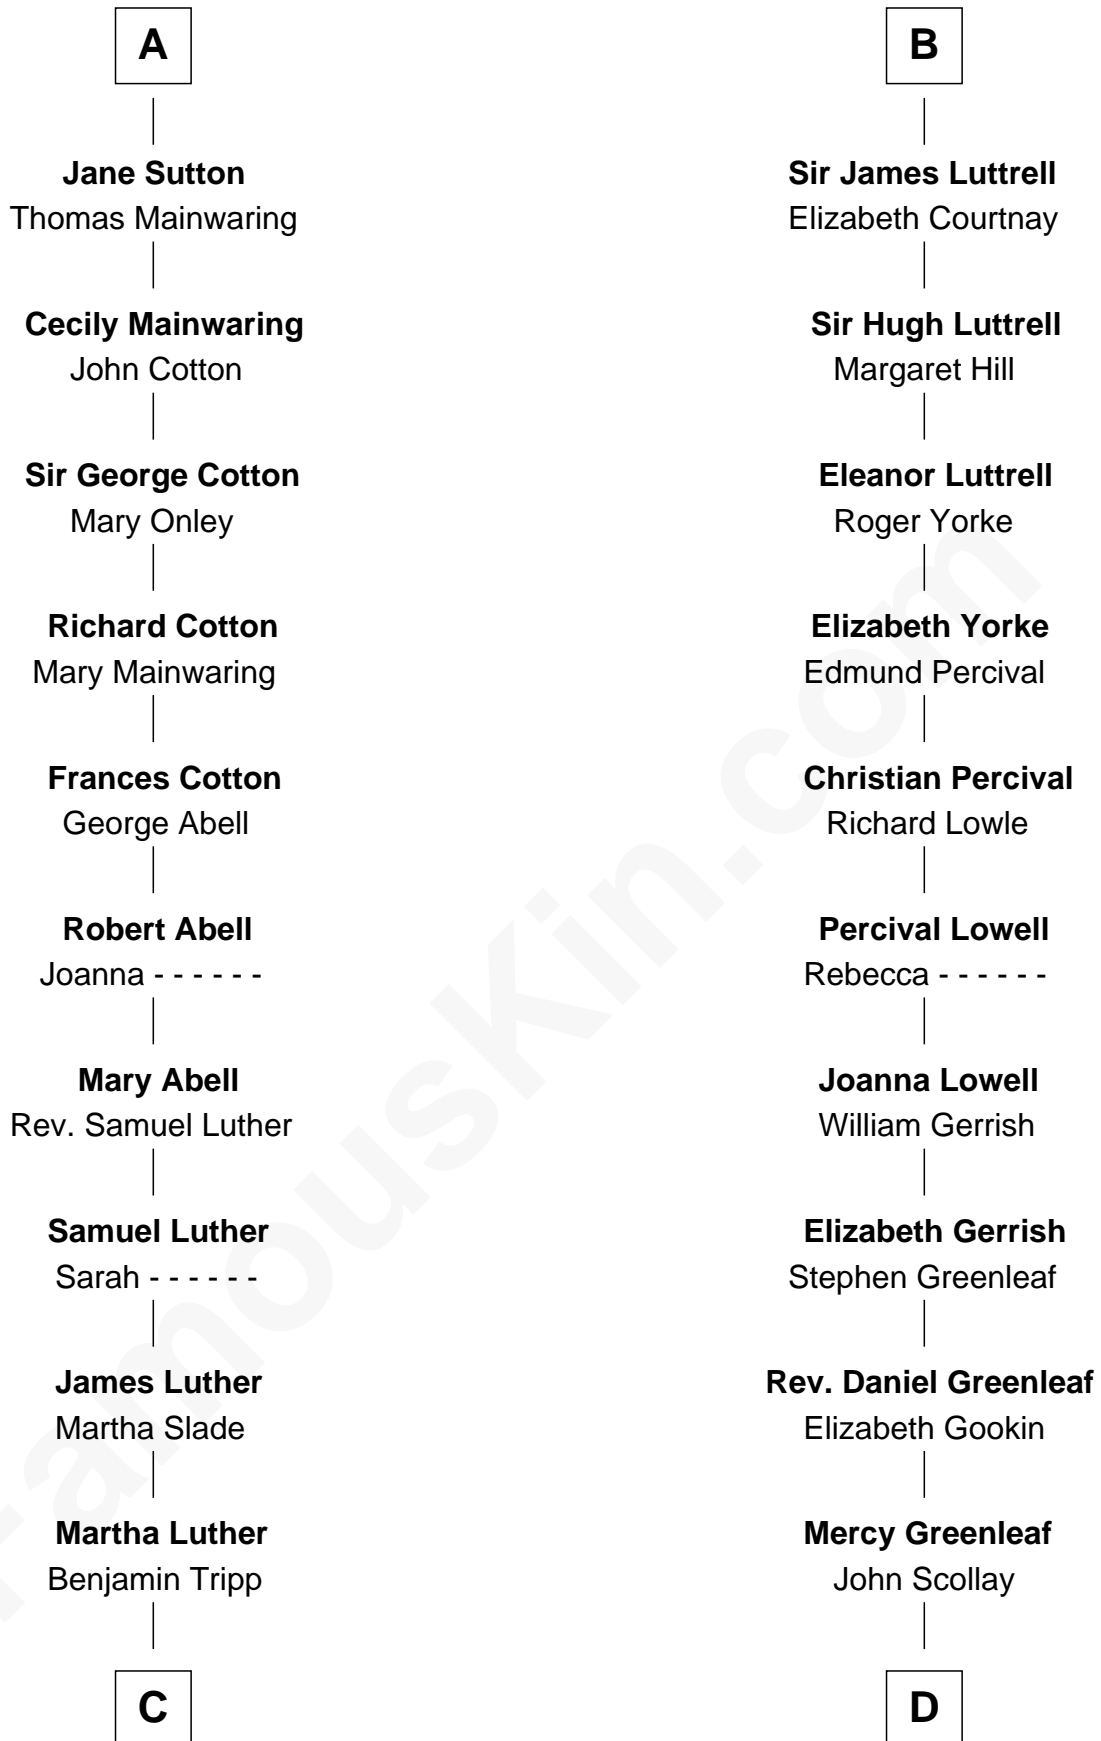 A
Jane Sutton
Thomas Mainwaring
Cecily Mainwaring
John Cotton
Sir George Cotton
Mary Onley
Richard Cotton
Mary Mainwaring
Frances Cotton
George Abell
Robert Abell
Joanna - - - - - -
Mary Abell
Rev. Samuel Luther
Samuel Luther
Sarah - - - - - -
James Luther
Martha Slade
Martha Luther
Benjamin Tripp
C
B
Sir James Luttrell
Elizabeth Courtnay
Sir Hugh Luttrell
Margaret Hill
Eleanor Luttrell
Roger Yorke
Elizabeth Yorke
Edmund Percival
Christian Percival
Richard Lowle
Percival Lowell
Rebecca - - - - - -
Joanna Lowell
William Gerrish
Elizabeth Gerrish
Stephen Greenleaf
Rev. Daniel Greenleaf
Elizabeth Gookin
Mercy Greenleaf
John Scollay
D
FamousKin.com